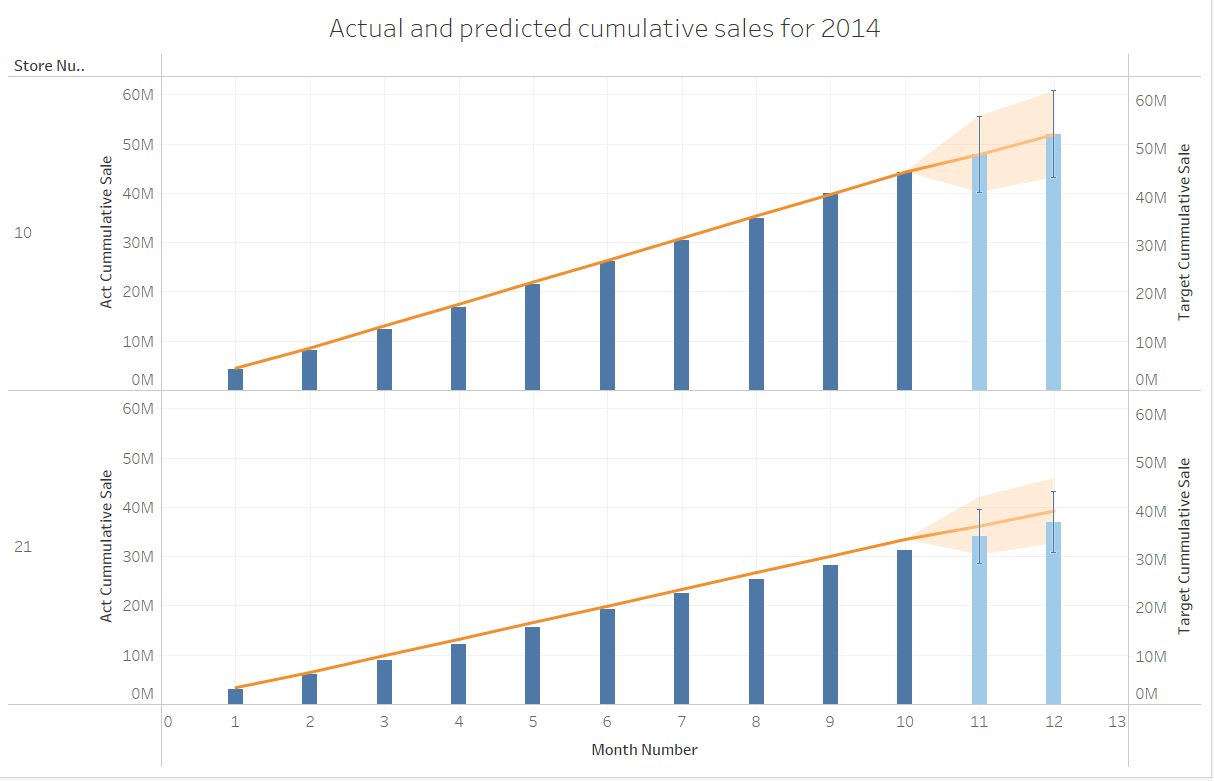 Actual and predicted cumulative sales for 2014
Store Nu..
10
Act Cummulative Sale
60M
50M
40M
30M
20M
10M
0M
60M
50M
40M
30M
20M
10M
0M
Target Cummulative Sale
21
Act Cummulative Sale
60M
50M
40M
30M
20M
10M
0M
60M
50M
40M
30M
20M
10M
0M
Target Cummulative Sale
0 1 2 3 4 5 6 7 8 9 10 11 12 13
Month Number